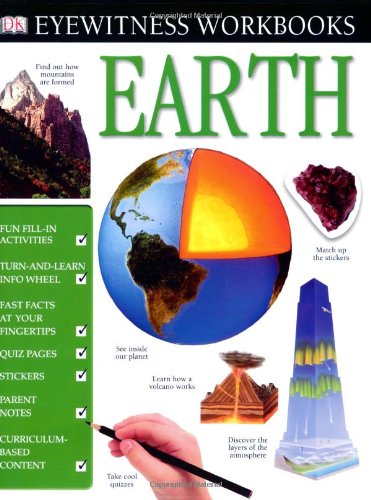 DK EYEWITNESS WORKBOOKS
EARTH
Find out how
mountains
are formed
FUN FILL-IN
ACTIVITIES
TURN-AND-LEARN
INFO WHEEL
FAST FACTS
AT YOUR
FINGERTIPS
QUIZ PAGES
STICKERS
PARENT
NOTES
CURRICULUM-
BASED
CONTENT
Match up
the stickers
See inside
our planet
Learn how a
volcano works
Discover the
layers of the
atmosphere
Take cool
quizzes